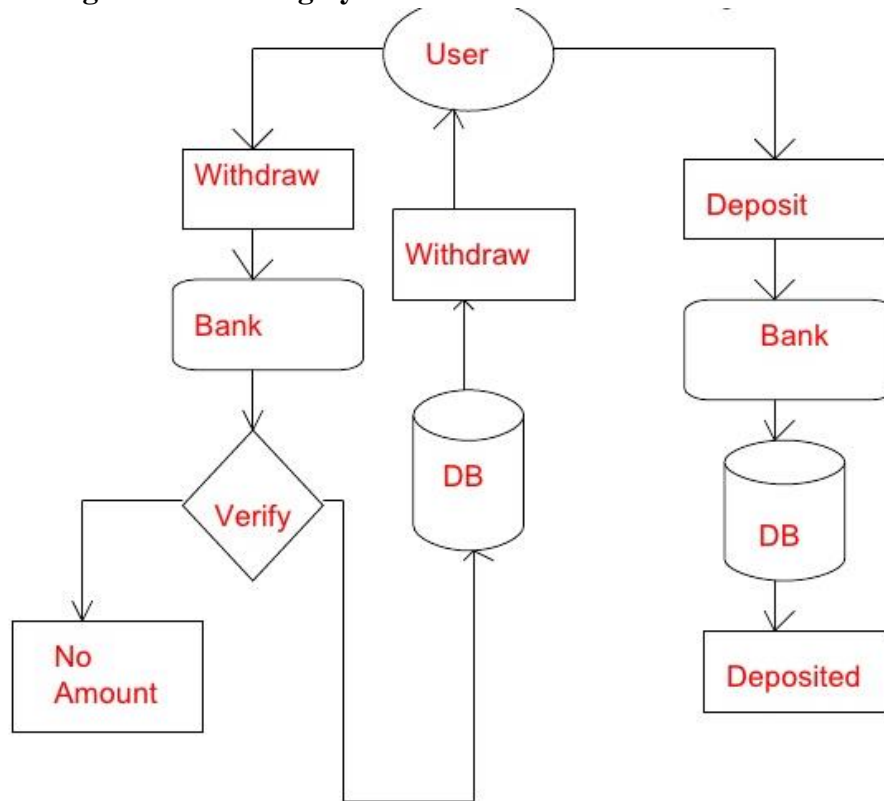 User
Withdraw
Deposit
Withdraw
Bank
Bank
DB
Verify
DB
No
Amount
Deposited